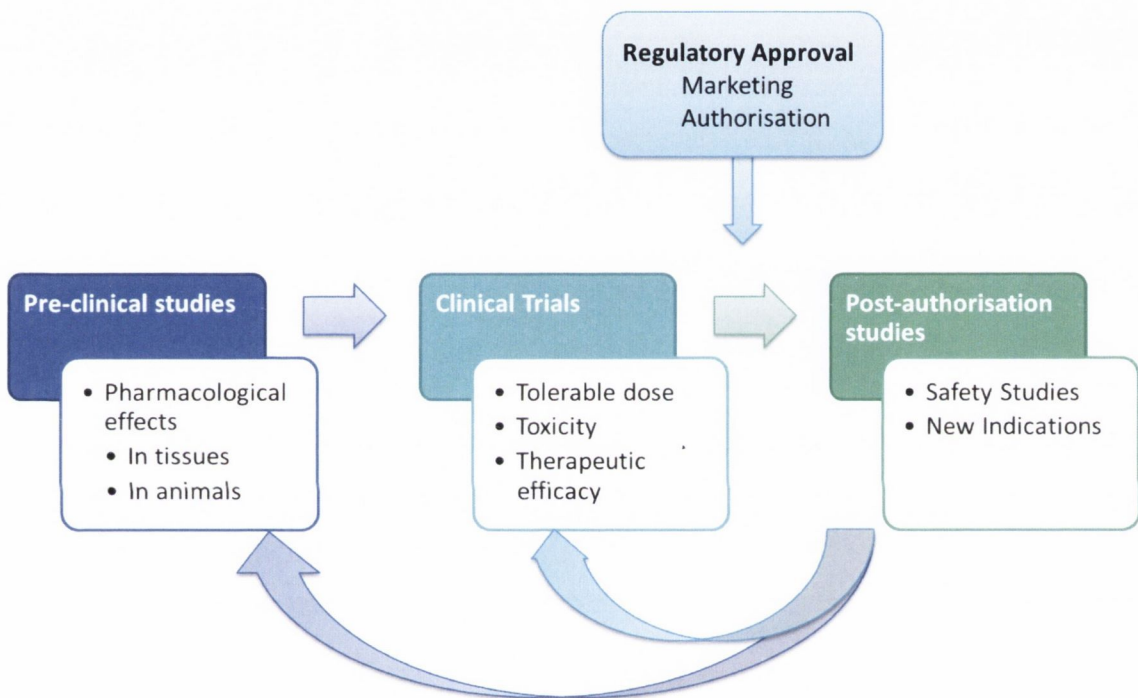 Regulatory Approval
Marketing
Authorisation
Pre-clinical studies
• Pharmacological
effects
• In tissues
• In animals
Clinical Trials
• Tolerable dose
• Toxicity
• Therapeutic
efficacy
Post-authorisation
studies
• Safety Studies
• New Indications